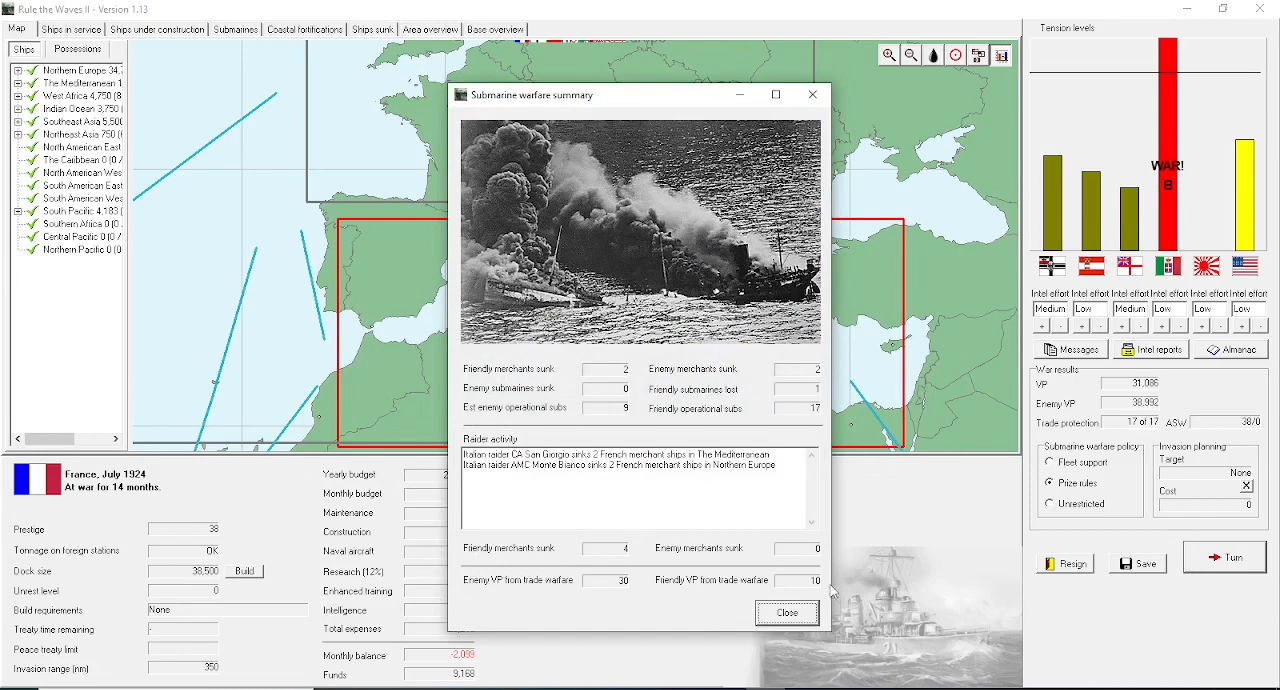 Rule the Waves II - Version 1.13
Map
Ships in service
Ships under construction
Submarines
Coastal fortifications
Ships sunk
Area overview
Base overview
Ships
Possessions
Northern Europe 34,
The Mediterranean 1
West Africa 4,750 (8
Indian Ocean 3,750
Southeast Asia 5,50
Northeast Asia 750 (
North American East
The Caribbean 0 (0 /
North American Wes
South American East
South American Wes
South Pacific 4,183 (
Southern Africa 0 (0
Central Pacific 0 (0 /
Northern Pacific 0 (0
Submarine warfare summary
Friendly merchants sunk 2
Enemy merchants sunk 2
Enemy submarines sunk 0
Friendly submarines lost 1
Est enemy operational subs 9
Friendly operational subs 17
Raider activity
Italian raider CA San Giorgio sinks 2 French merchant ships in The Mediterranean
Italian raider AMC Monte Bianco sinks 2 French merchant ships in Northern Europe
Friendly merchants sunk 4
Enemy merchants sunk 0
Enemy VP from trade warfare 30
Friendly VP from trade warfare 10
Close
Tension levels
WAR!
B
Intel effort Intel effort Intel effort Intel effort Intel effort Intel effort
Medium Low Medium Low Low Low
+ - + - + - + - + - + -
Messages
Intel reports
Almanac
War results
VP 31,086
Enemy VP 38,992
Trade protection 17 of 17 ASW 38/0
Submarine warfare policy
Fleet support
Prize rules
Unrestricted
Invasion planning
Target
None
Cost X
0
Resign
Save
Turn
France, July 1924
At war for 14 months.
Prestige 38
Tonnage on foreign stations OK
Dock size 38,500 Build
Unrest level 0
Build requirements None
Treaty time remaining -
Peace treaty limit
Invasion range (nm) 350
Yearly budget 2
Monthly budget
Maintenance
Construction
Naval aircraft
Research (12%)
Enhanced training
Intelligence
Total expenses
Monthly balance -2,099
Funds 9,168